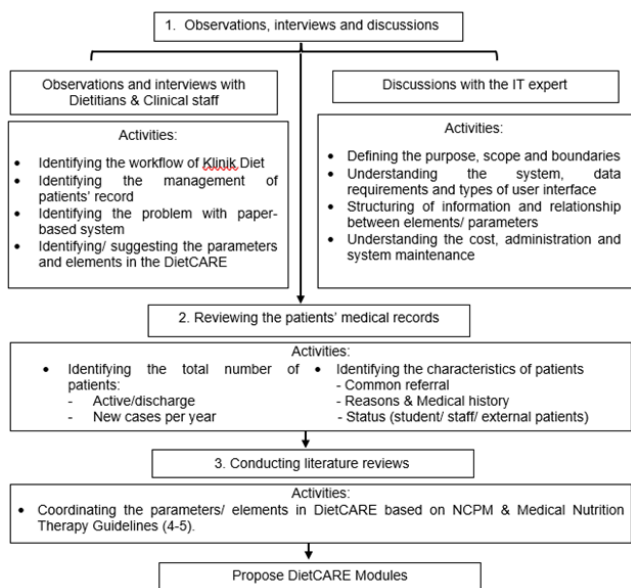 1. Observations, interviews and discussions
Observations and interviews with
Dietitians & Clinical staff
Activities:
• Identifying the workflow of Klinik Diet
• Identifying the management of
patients' record
• Identifying the problem with paper-
based system
• Identifying/ suggesting the parameters
and elements in the DietCARE
Discussions with the IT expert
Activities:
• Defining the purpose, scope and boundaries
• Understanding the system, data
requirements and types of user interface
• Structuring of information and relationship
between elements/ parameters
• Understanding the cost, administration and
system maintenance
2. Reviewing the patients' medical records
Activities:
• Identifying the total number of
patients:
- Active/discharge
- New cases per year
• Identifying the characteristics of patients
- Common referral
- Reasons & Medical history
- Status (student/ staff/ external patients)
3. Conducting literature reviews
Activities:
• Coordinating the parameters/ elements in DietCARE based on NCPM & Medical Nutrition
Therapy Guidelines (4-5).
Propose DietCARE Modules